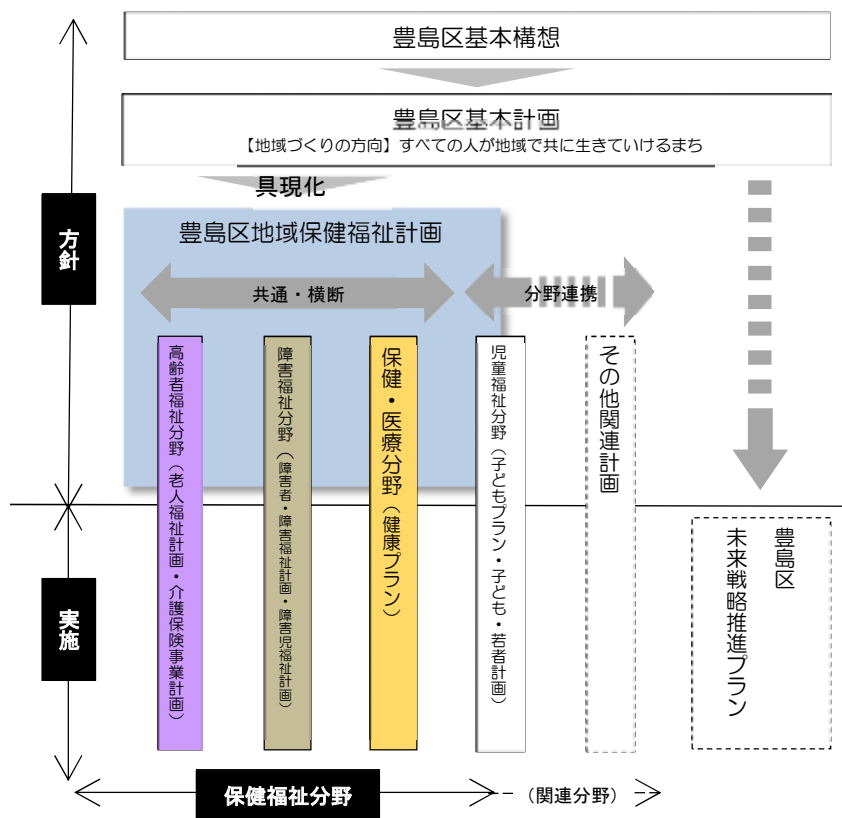 豊島区基本構想
豊島区基本計画
【地域づくりの方向】すべての人が地域で共に生きていけるまち
具現化
豊島区地域保健福祉計画
共通・横断
分野連携
方針
高齢者福祉分野（老人福祉計画・介護保険事業計画）
障害福祉分野（障害者・障害福祉計画・障害児福祉計画）
保健・医療分野（健康プラン）
児童福祉分野（子どもプラン・子ども・若者計画）
その他関連計画
豊島区
未来戦略推進プラン
実施
保健福祉分野
（関連分野）